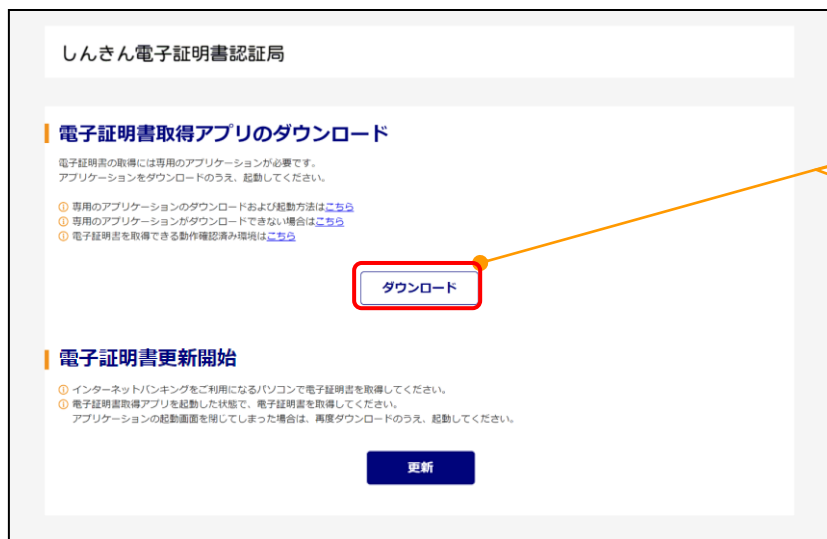 しんきん電子証明書認証局
電子証明書取得アプリのダウンロード
電子証明書の取得には専用のアプリケーションが必要です。
アプリケーションをダウンロードのうえ、起動してください。
① 専用のアプリケーションのダウンロードおよび起動方法はこちら
① 専用のアプリケーションがダウンロードできない場合はこちら
① 電子証明書を取得できる動作確認済み環境はこちら
ダウンロード
電子証明書更新開始
① インターネットバンキングをご利用になるパソコンで電子証明書を取得してください。
① 電子証明書取得アプリを起動した状態で、電子証明書を取得してください。
アプリケーションの起動画面を閉じてしまった場合は、再度ダウンロードのうえ、起動してください。
更新